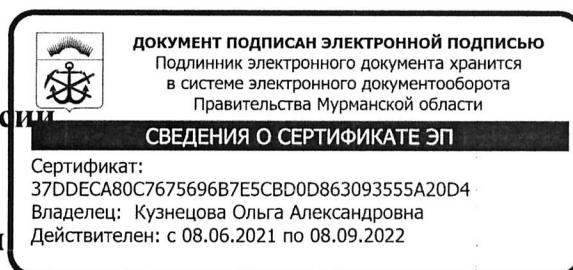 ДОКУМЕНТ ПОДПИСАН ЭЛЕКТРОННОЙ ПОДПИСЬЮ
Подлинник электронного документа хранится
в системе электронного документооборота
Правительства Мурманской области
СВЕДЕНИЯ О СЕРТИФИКАТЕ ЭП
Сертификат:
37DDECA80C7675696B7E5CBD0D863093555A20D4
Владелец: Кузнецова Ольга Александровна
Действителен: с 08.06.2021 по 08.09.2022